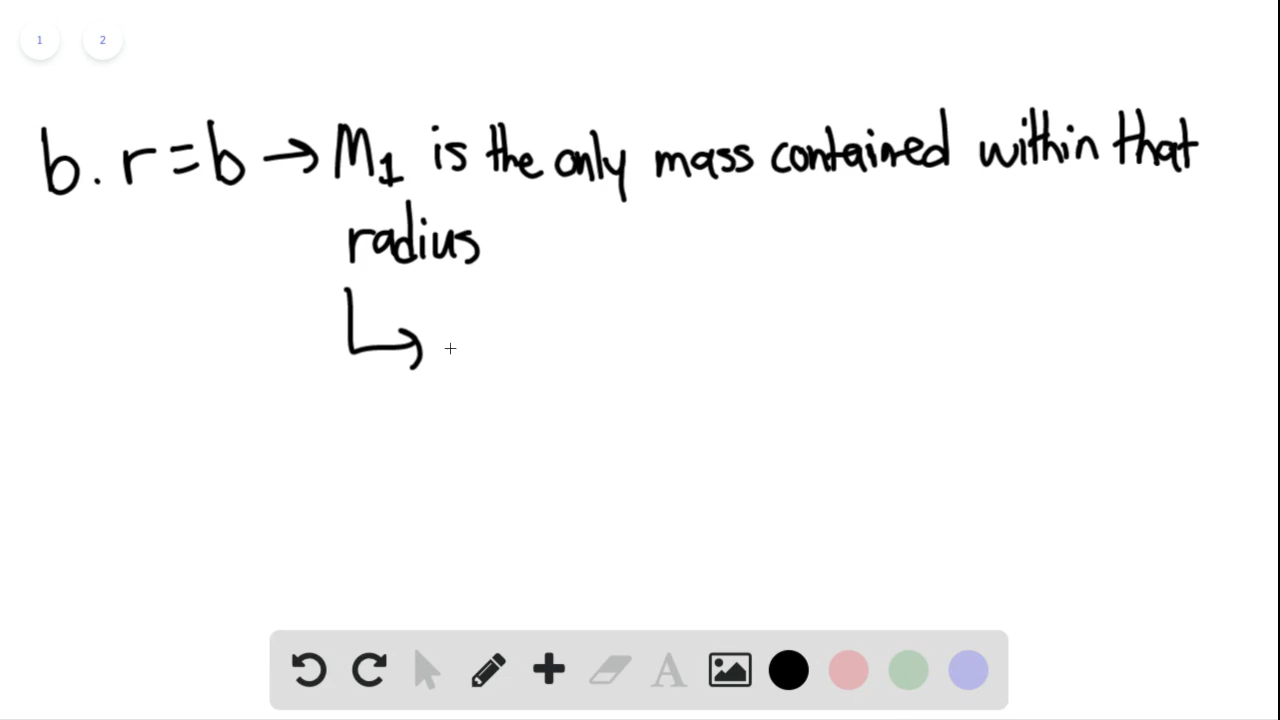 1 2
b. r = b → M₁ is the only mass contained within that
radius
A